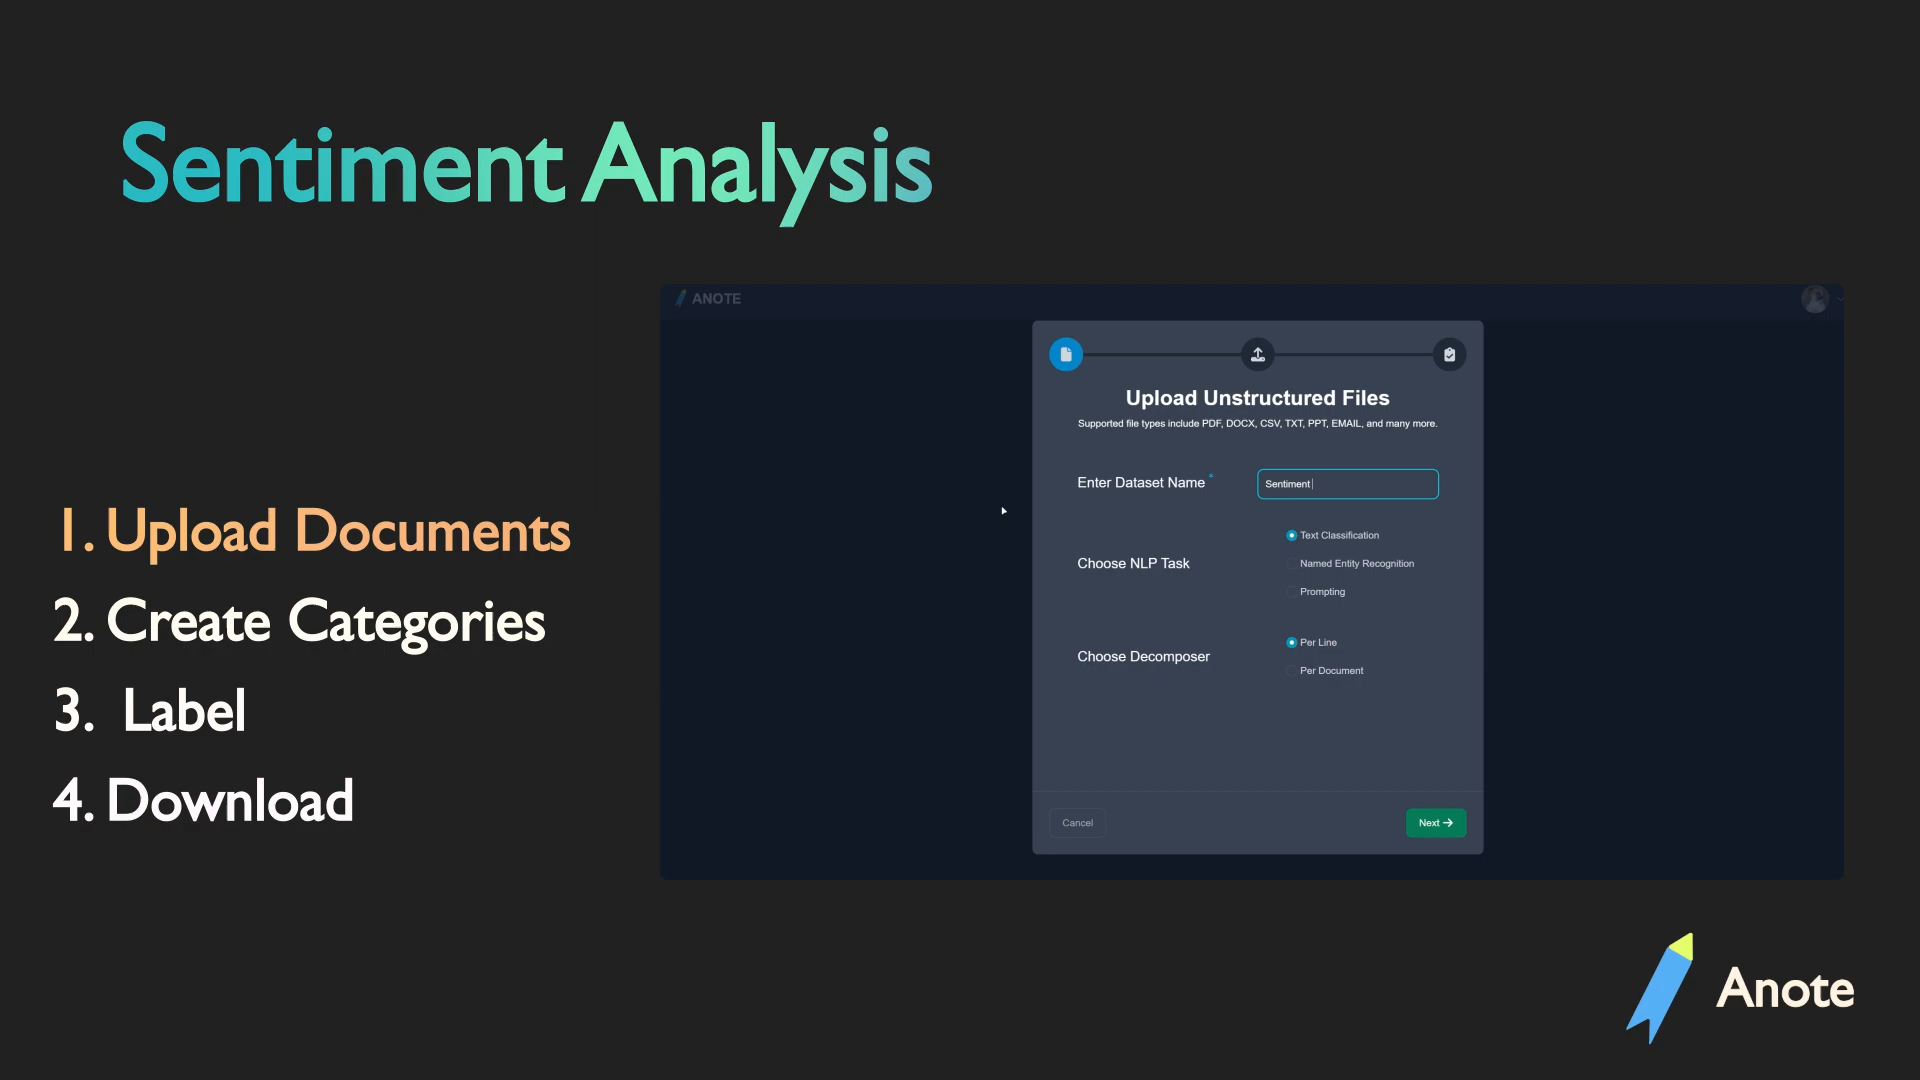 Sentiment Analysis
1. Upload Documents
2. Create Categories
3. Label
4. Download
ANOTE
Upload Unstructured Files
Supported file types include PDF, DOCX, CSV, TXT, PPT, EMAIL, and many more.
Enter Dataset Name *
Sentiment
Choose NLP Task
Text Classification
Named Entity Recognition
Prompting
Choose Decomposer
Per Line
Per Document
Cancel
Next →
Anote